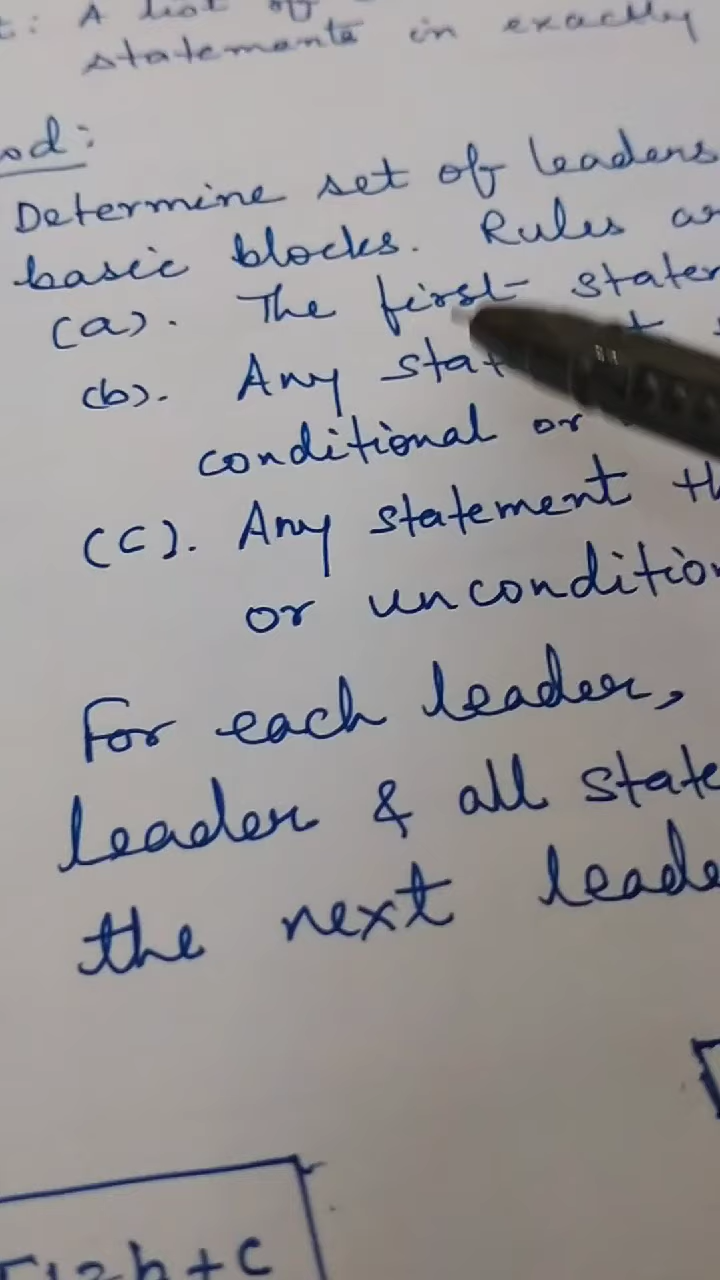 : A list of
statements in exactly
od:
Determine set of leaders
basic blocks. Rules ar
(a). The first statem
(b). Any stat
conditional or
(c). Any statement th
or unconditio
For each leader,
leader & all state
the next leade
b+c